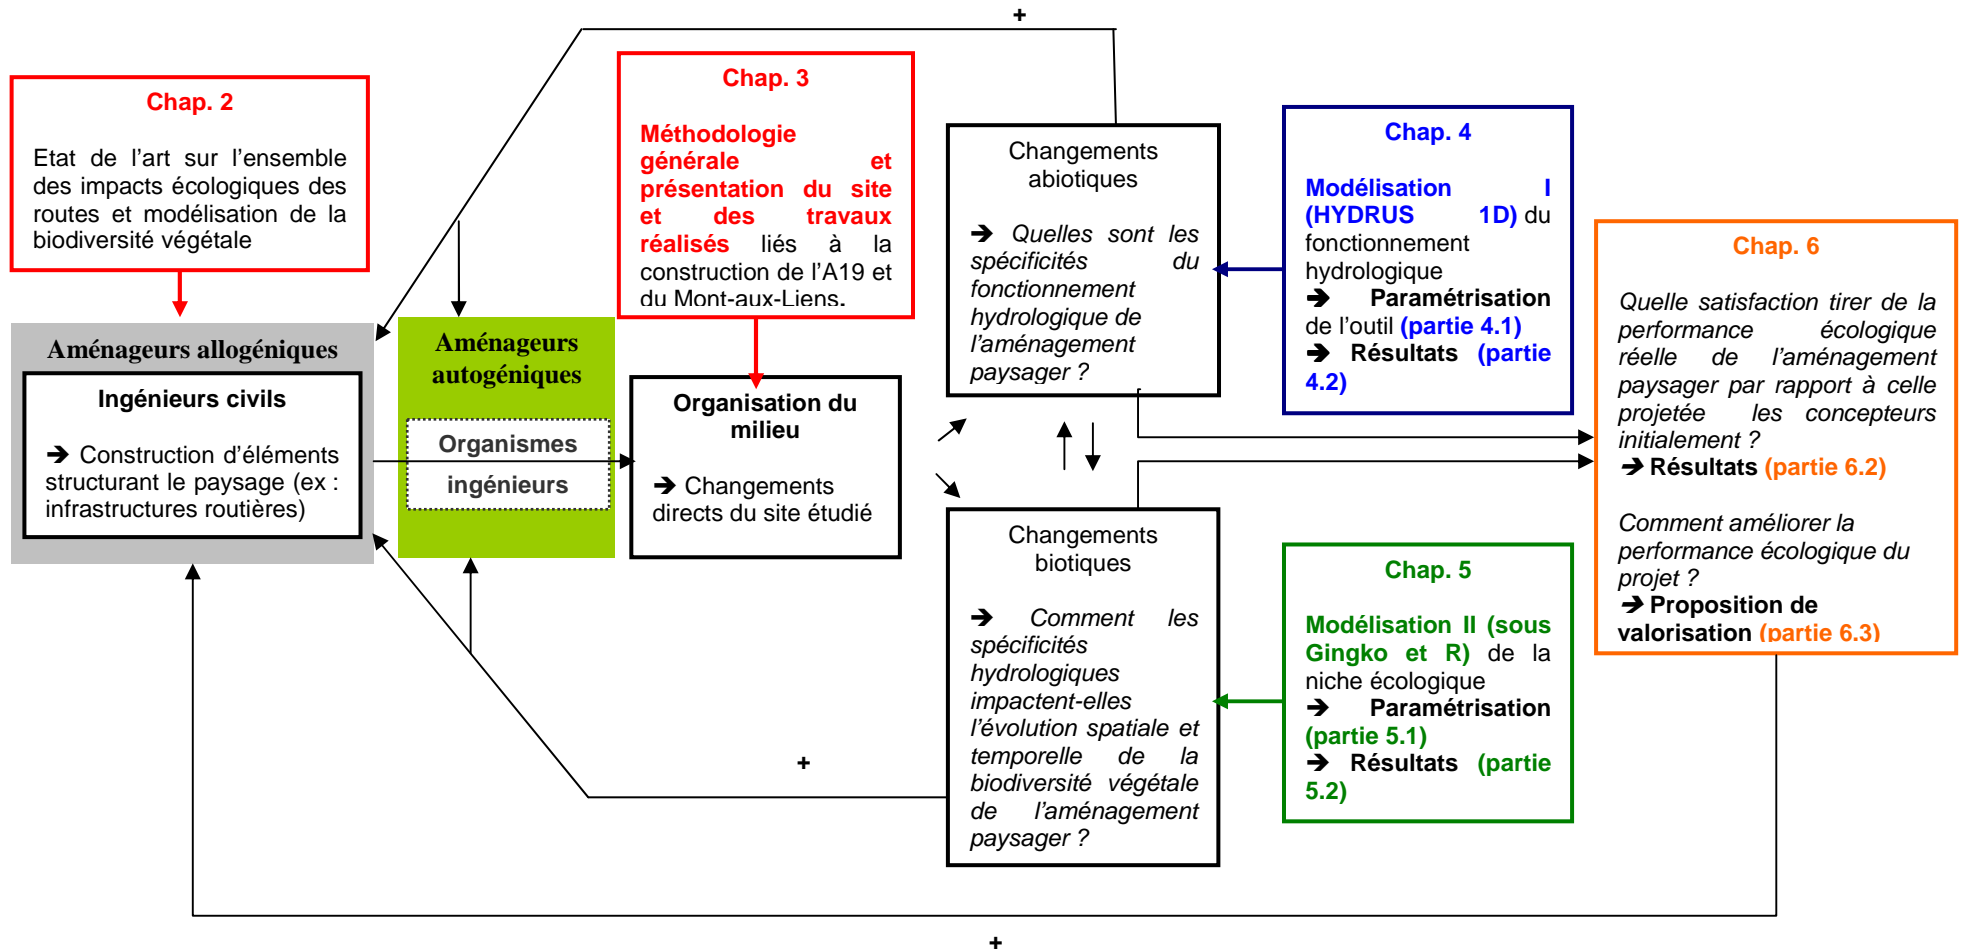 +
Chap. 2
Etat de l'art sur l'ensemble
des impacts écologiques des
routes et modélisation de la
biodiversité végétale
Chap. 3
Méthodologie
générale et
présentation du site
et des travaux
réalisés liés à la
construction de l'A19 et
du Mont-aux-Liens.
Aménageurs allogéniques
Ingénieurs civils
➔ Construction d'éléments
structurant le paysage (ex :
infrastructures routières)
Aménageurs
autogéniques
Organismes
ingénieurs
Organisation du
milieu
➔ Changements
directs du site étudié
Changements
abiotiques
➔ Quelles sont les
spécificités du
fonctionnement
hydrologique de
l'aménagement
paysager ?
Chap. 4
Modélisation I
(HYDRUS 1D) du
fonctionnement
hydrologique
➔ Paramétrisation
de l'outil (partie 4.1)
➔ Résultats (partie
4.2)
Changements
biotiques
➔ Comment les
spécificités
hydrologiques
impactent-elles
l'évolution spatiale et
temporelle de la
biodiversité végétale
de l'aménagement
paysager ?
Chap. 5
Modélisation II (sous
Gingko et R) de la
niche écologique
➔ Paramétrisation
(partie 5.1)
➔ Résultats (partie
5.2)
Chap. 6
Quelle satisfaction tirer de la
performance écologique
réelle de l'aménagement
paysager par rapport à celle
projetée les concepteurs
initialement ?
➔ Résultats (partie 6.2)
Comment améliorer la
performance écologique du
projet ?
➔ Proposition de
valorisation (partie 6.3)
+
+